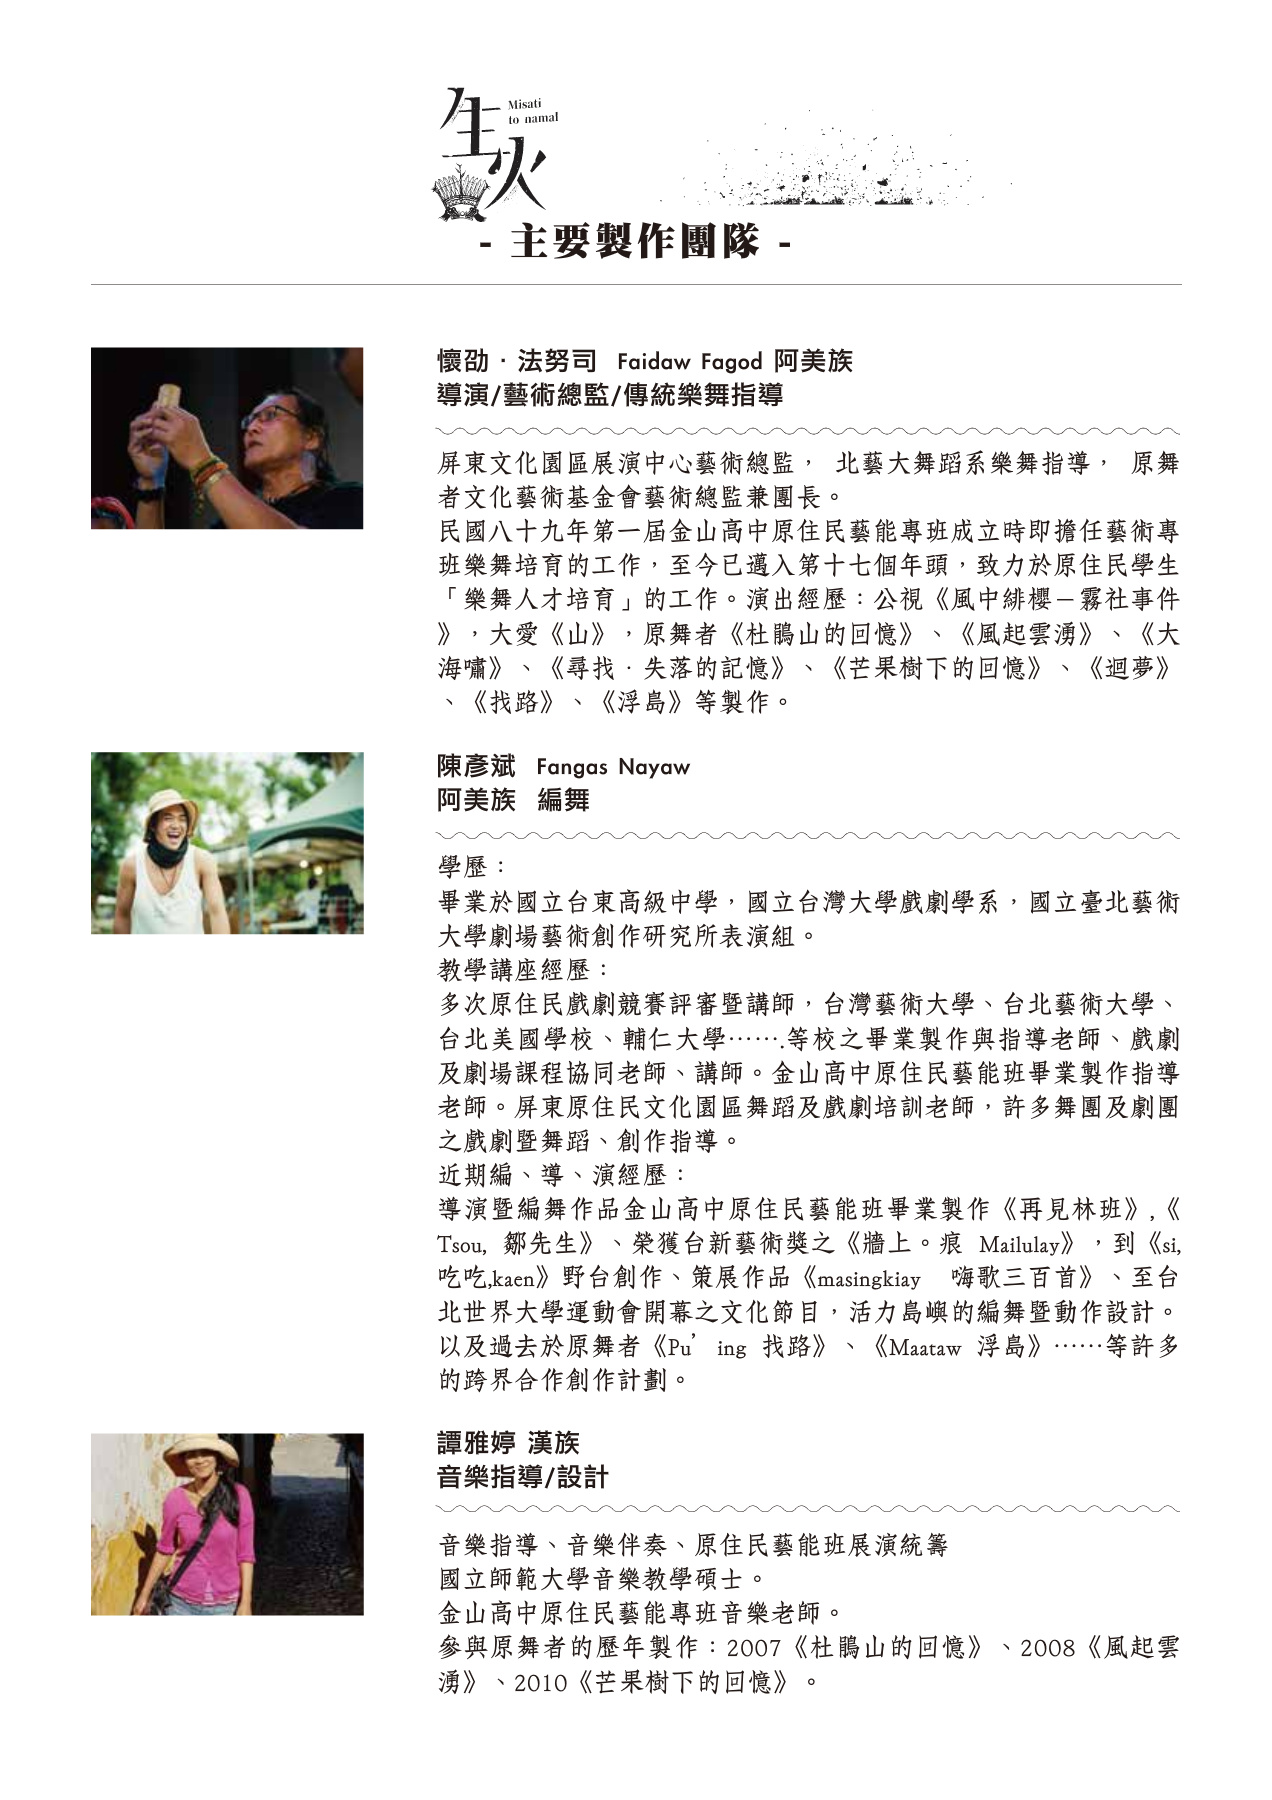 生火
Misati
to namal
- 主要製作團隊 -
懷劭．法努司 Faidaw Fagod 阿美族
導演/藝術總監/傳統樂舞指導
屏東文化園區展演中心藝術總監， 北藝大舞蹈系樂舞指導， 原舞
者文化藝術基金會藝術總監兼團長。
民國八十九年第一屆金山高中原住民藝能專班成立時即擔任藝術專
班樂舞培育的工作，至今已邁入第十七個年頭，致力於原住民學生
「樂舞人才培育」的工作。演出經歷：公視《風中緋櫻－霧社事件
》，大愛《山》，原舞者《杜鵑山的回憶》、《風起雲湧》、《大
海嘯》、《尋找．失落的記憶》、《芒果樹下的回憶》、《迴夢》
、《找路》、《浮島》等製作。
陳彥斌 Fangas Nayaw
阿美族 編舞
學歷：
畢業於國立台東高級中學，國立台灣大學戲劇學系，國立臺北藝術
大學劇場藝術創作研究所表演組。
教學講座經歷：
多次原住民戲劇競賽評審暨講師，台灣藝術大學、台北藝術大學、
台北美國學校、輔仁大學…….等校之畢業製作與指導老師、戲劇
及劇場課程協同老師、講師。金山高中原住民藝能班畢業製作指導
老師。屏東原住民文化園區舞蹈及戲劇培訓老師，許多舞團及劇團
之戲劇暨舞蹈、創作指導。
近期編、導、演經歷：
導演暨編舞作品金山高中原住民藝能班畢業製作《再見林班》,《
Tsou, 鄒先生》、榮獲台新藝術獎之《牆上。痕 Mailulay》，到《si,
吃吃,kaen》野台創作、策展作品《masingkiay 嗨歌三百首》、至台
北世界大學運動會開幕之文化節目，活力島嶼的編舞暨動作設計。
以及過去於原舞者《Pu’ ing 找路》、《Maataw 浮島》……等許多
的跨界合作創作計劃。
譚雅婷 漢族
音樂指導/設計
音樂指導、音樂伴奏、原住民藝能班展演統籌
國立師範大學音樂教學碩士。
金山高中原住民藝能專班音樂老師。
參與原舞者的歷年製作：2007《杜鵑山的回憶》、2008《風起雲
湧》、2010《芒果樹下的回憶》。